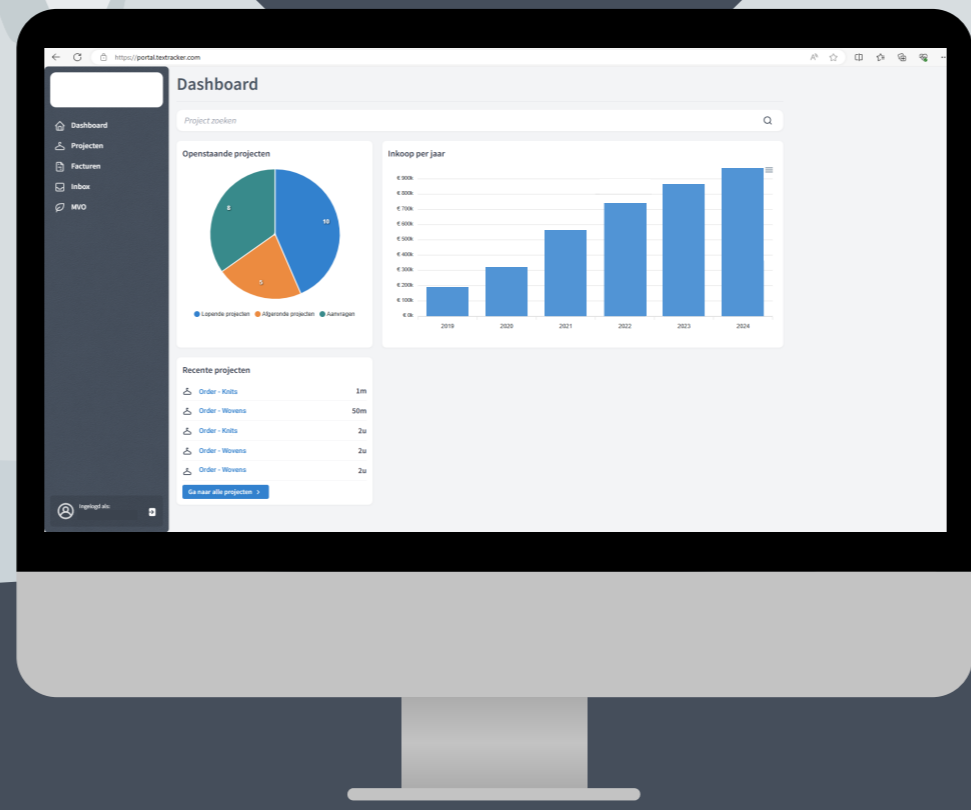 https://portal.textracker.com
Dashboard
Projecten
Facturen
Inbox
MVO
Ingelogd als:
Dashboard
Project zoeken
Openstaande projecten
8
10
5
Lopende projecten Afgeronde projecten Aanvragen
Inkoop per jaar
€ 900k
€ 800k
€ 700k
€ 600k
€ 500k
€ 400k
€ 300k
€ 200k
€ 100k
€ 0k
2019 2020 2021 2022 2023 2024
Recente projecten
Order - Knits 1m
Order - Wovens 50m
Order - Knits 2u
Order - Wovens 2u
Order - Wovens 2u
Ga naar alle projecten